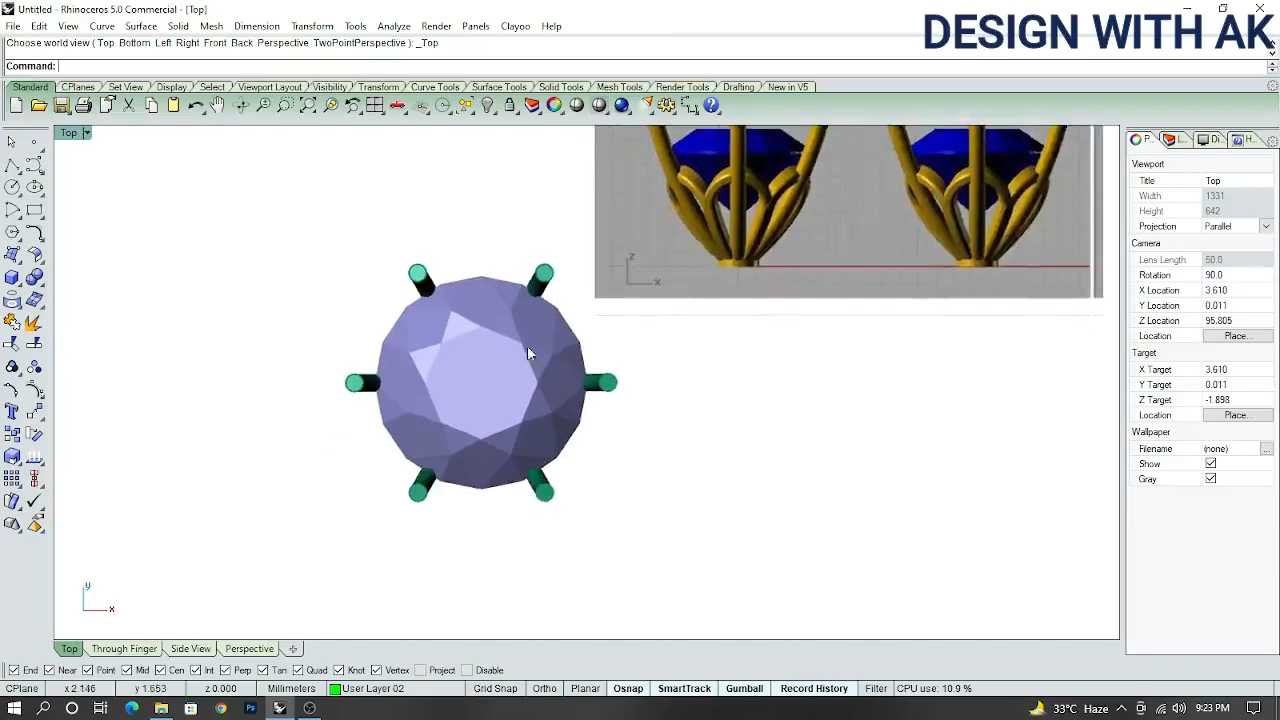 Untitled - Rhinoceros 5.0 Commercial - [Top]
DESIGN WITH AK
File Edit View Curve Surface Solid Mesh Dimension Transform Tools Analyze Render Panels Clayoo Help
Choose world view ( Top Bottom Left Right Front Back Perspective TwoPointPerspective ): _Top
Command:
Standard CPlanes Set View Display Select Viewport Layout Visibility Transform Curve Tools Surface Tools Solid Tools Mesh Tools Render Tools Drafting New in V5
Top
P... L... Di... H...
Viewport
Title Top
Width 1331
Height 642
Projection Parallel
Camera
Lens Length 50.0
Rotation 90.0
X Location 3.610
Y Location 0.011
Z Location 95.805
Location Place...
Target
X Target 3.610
Y Target 0.011
Z Target -1.898
Location Place...
Wallpaper
Filename (none) ...
Show
Gray
z
x
y
x
Top Through Finger Side View Perspective
End Near Point Mid Cen Int Perp Tan Quad Knot Vertex Project Disable
CPlane x 2.146 y 1.653 z 0.000 Millimeters User Layer 02 Grid Snap Ortho Planar Osnap SmartTrack Gumball Record History Filter CPU use: 10.9 %
33°C Haze 9:23 PM